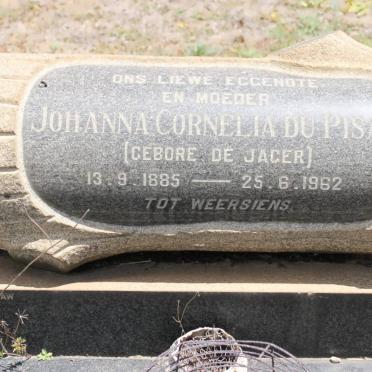 ONS LIEWE EGGENOTE
EN MOEDER
JOHANNA CORNELIA DU PISA
(GEBORE DE JAGER)
13.9.1885 — 25.6.1962
TOT WEERSIENS.